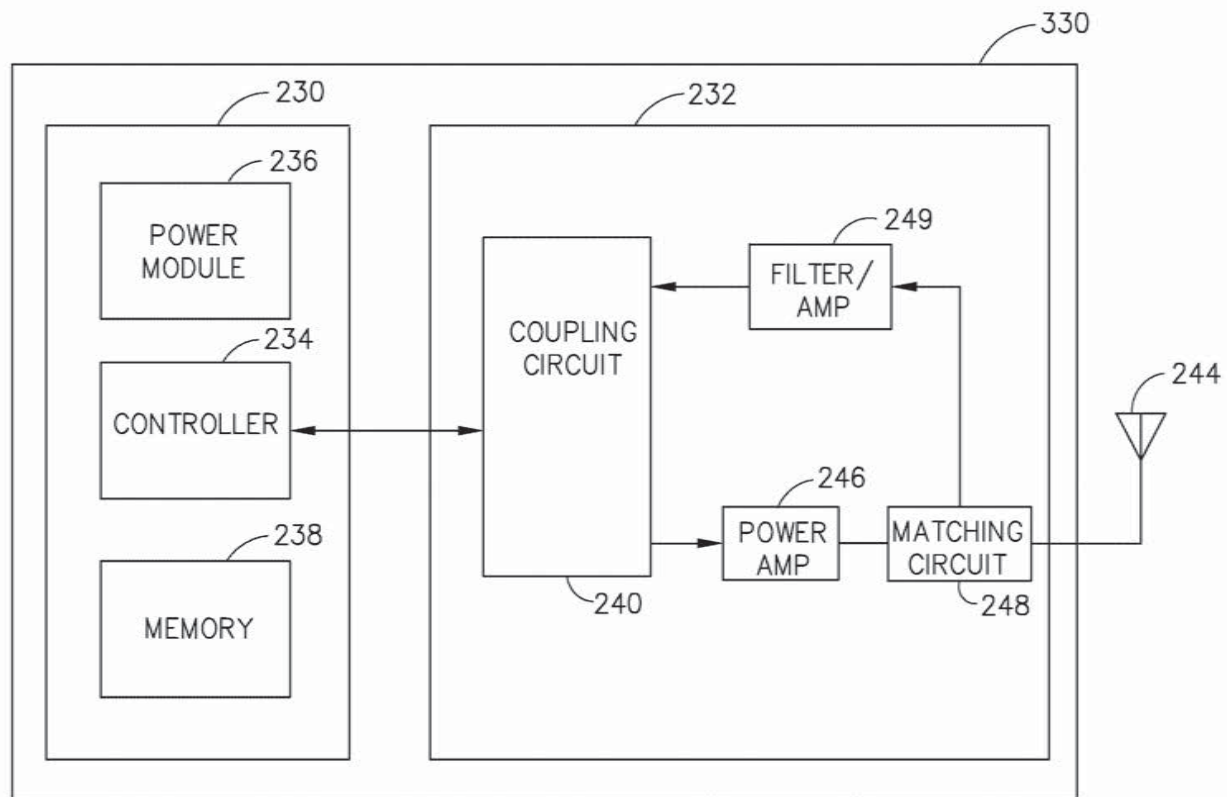 330
230
232
236
POWER
MODULE
249
FILTER/
AMP
COUPLING
CIRCUIT
234
CONTROLLER
244
246
POWER
AMP
MATCHING
CIRCUIT
248
240
238
MEMORY